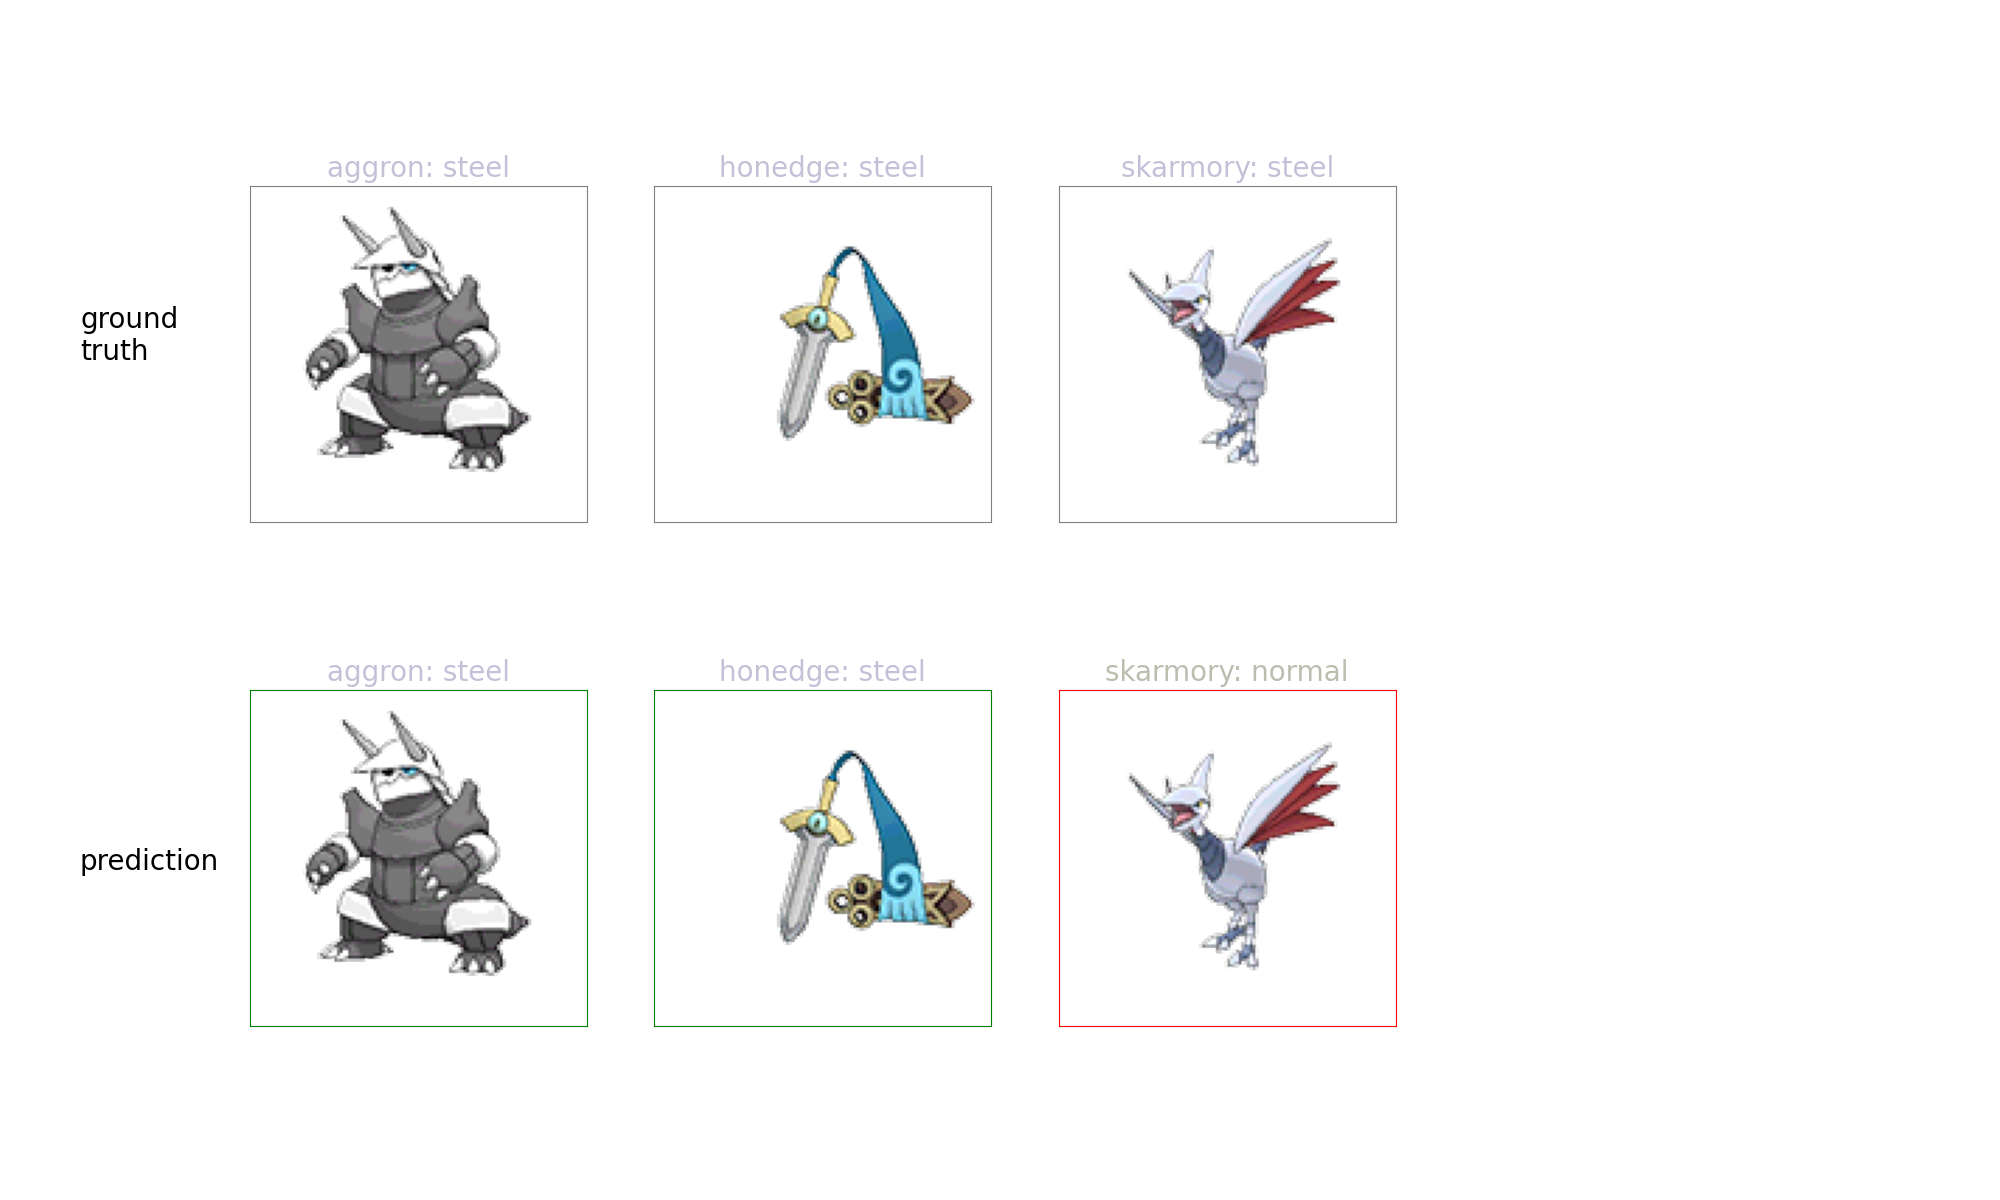 aggron: steel
honedge: steel
skarmory: steel
ground
truth
aggron: steel
honedge: steel
skarmory: normal
prediction